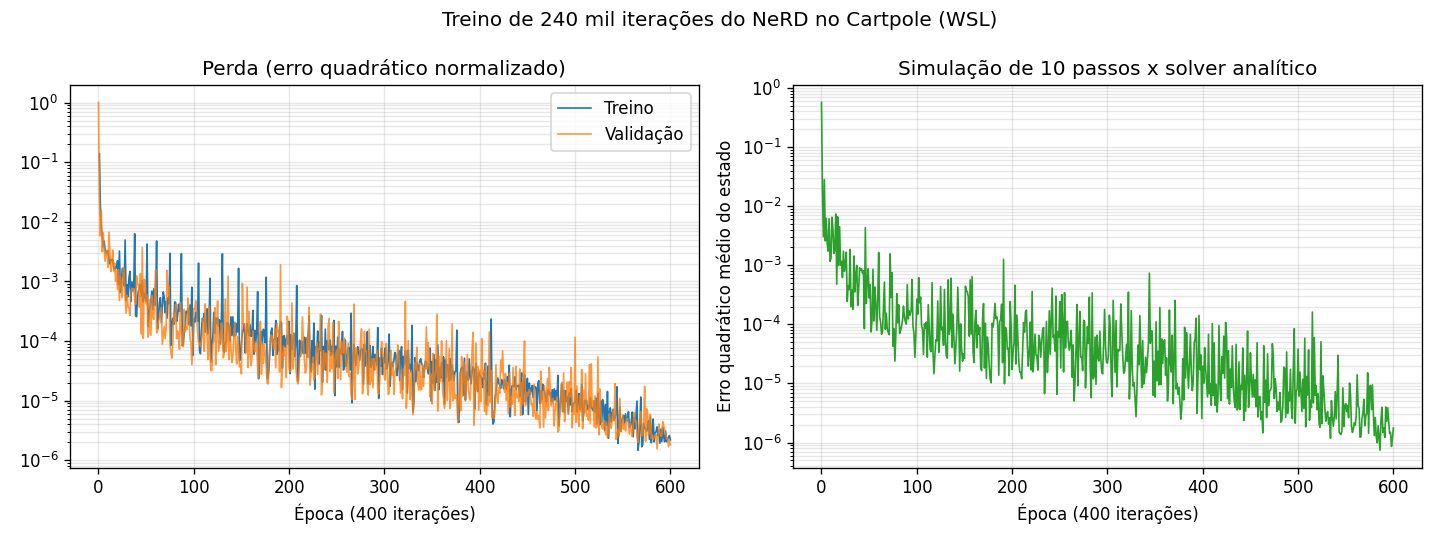 Treino de 240 mil iterações do NeRD no Cartpole (WSL)
Perda (erro quadrático normalizado)
Treino
Validação
10⁰
10⁻¹
10⁻²
10⁻³
10⁻⁴
10⁻⁵
10⁻⁶
0 100 200 300 400 500 600
Época (400 iterações)
Simulação de 10 passos x solver analítico
Erro quadrático médio do estado
10⁰
10⁻¹
10⁻²
10⁻³
10⁻⁴
10⁻⁵
10⁻⁶
0 100 200 300 400 500 600
Época (400 iterações)